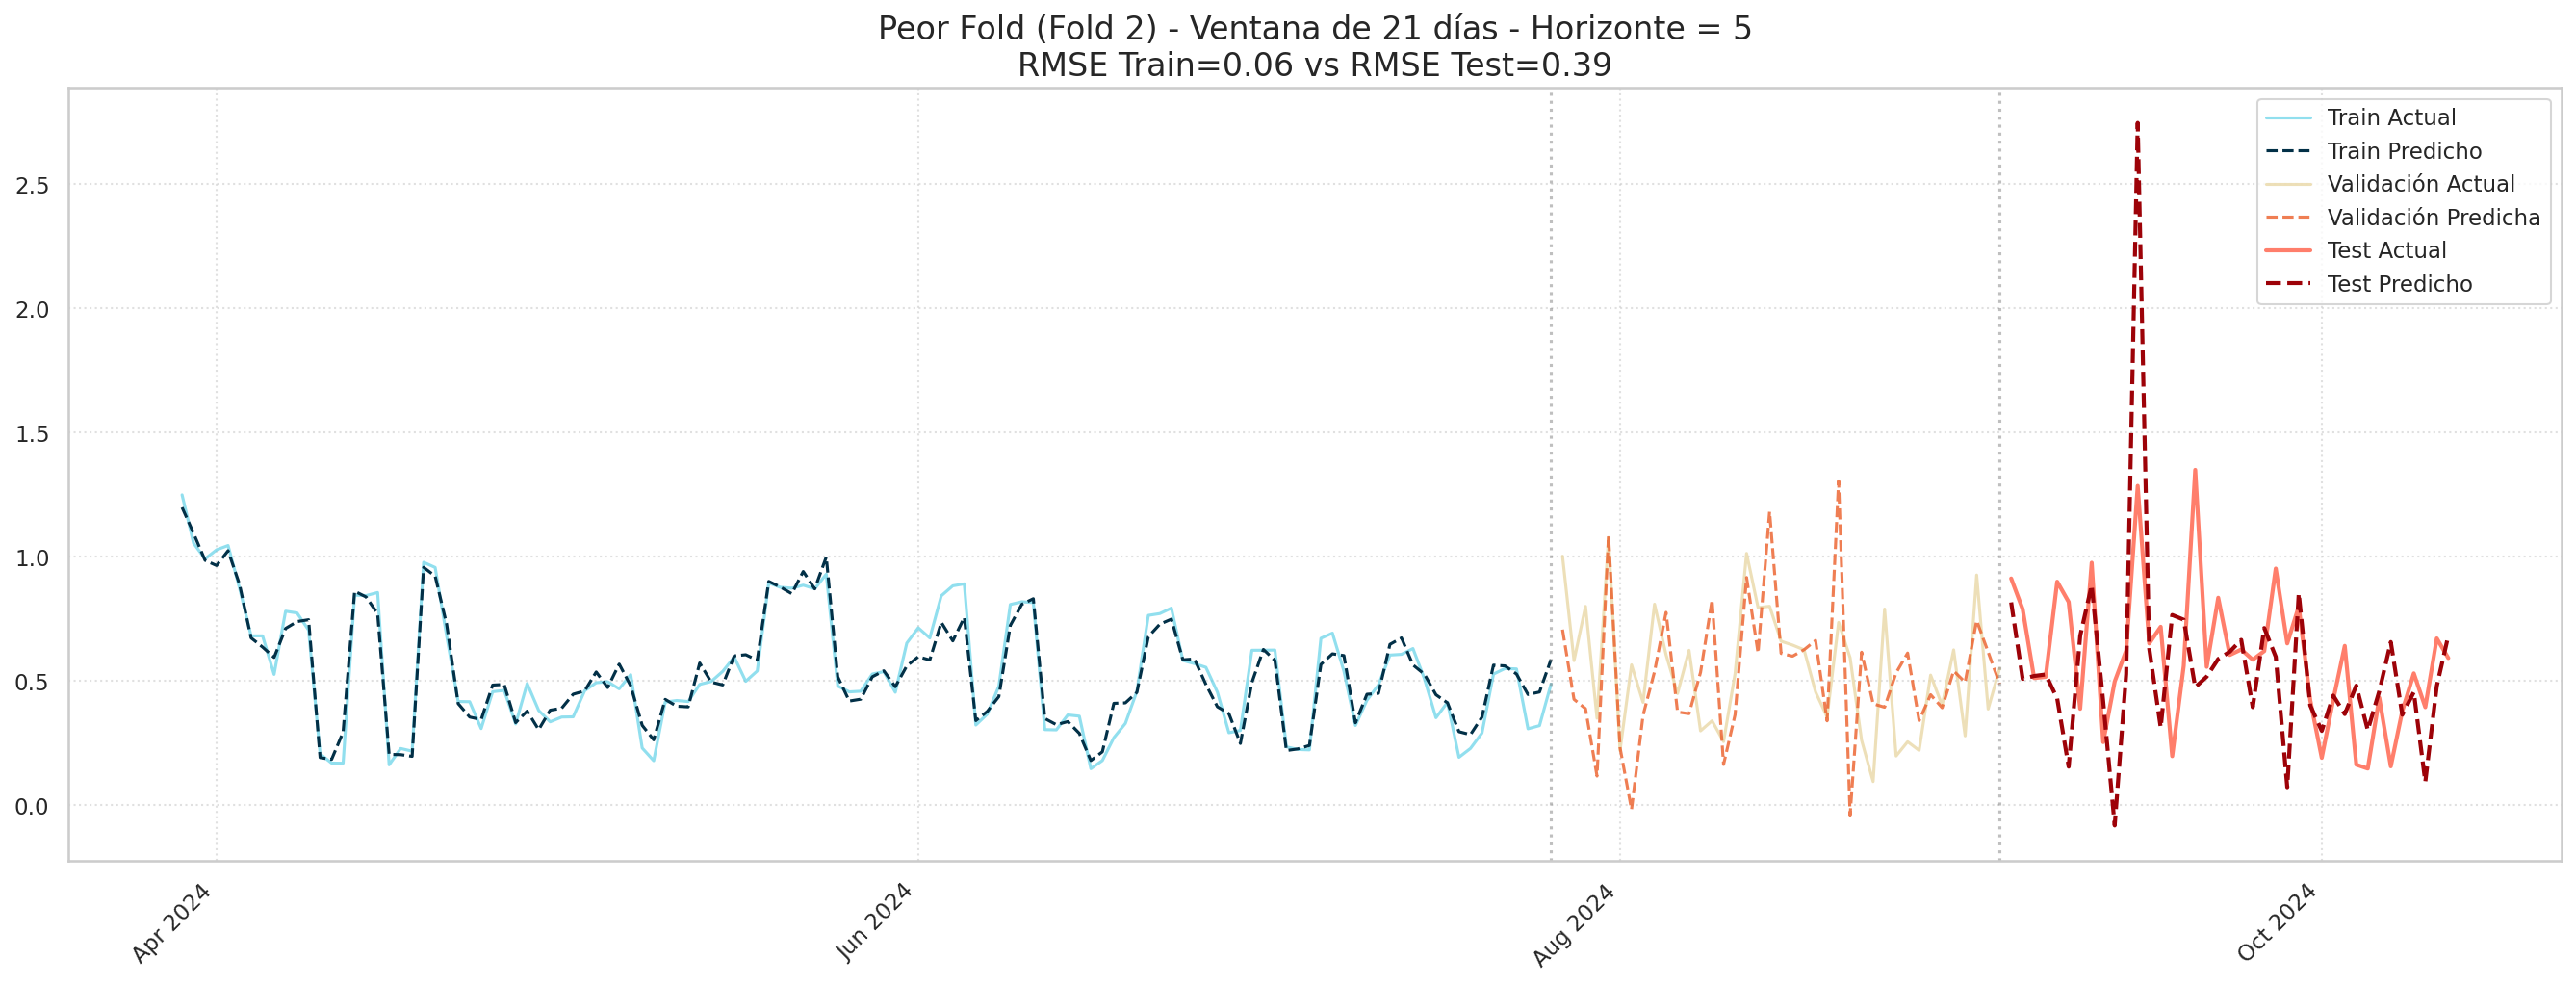 Peor Fold (Fold 2) - Ventana de 21 días - Horizonte = 5
RMSE Train=0.06 vs RMSE Test=0.39
Train Actual
Train Predicho
Validación Actual
Validación Predicha
Test Actual
Test Predicho
2.5
2.0
1.5
1.0
0.5
0.0
Apr 2024
Jun 2024
Aug 2024
Oct 2024